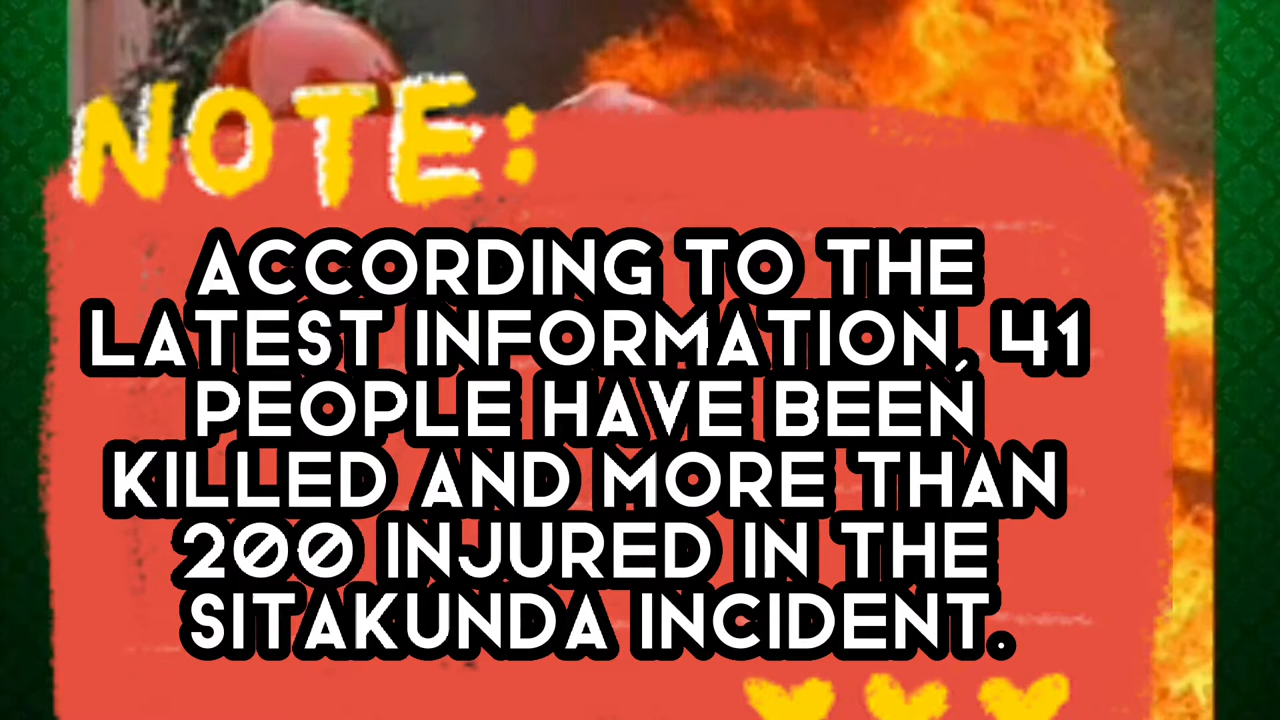 NOTE:
ACCORDING TO THE
LATEST INFORMATION, 41
PEOPLE HAVE BEEN
KILLED AND MORE THAN
200 INJURED IN THE
SITAKUNDA INCIDENT.